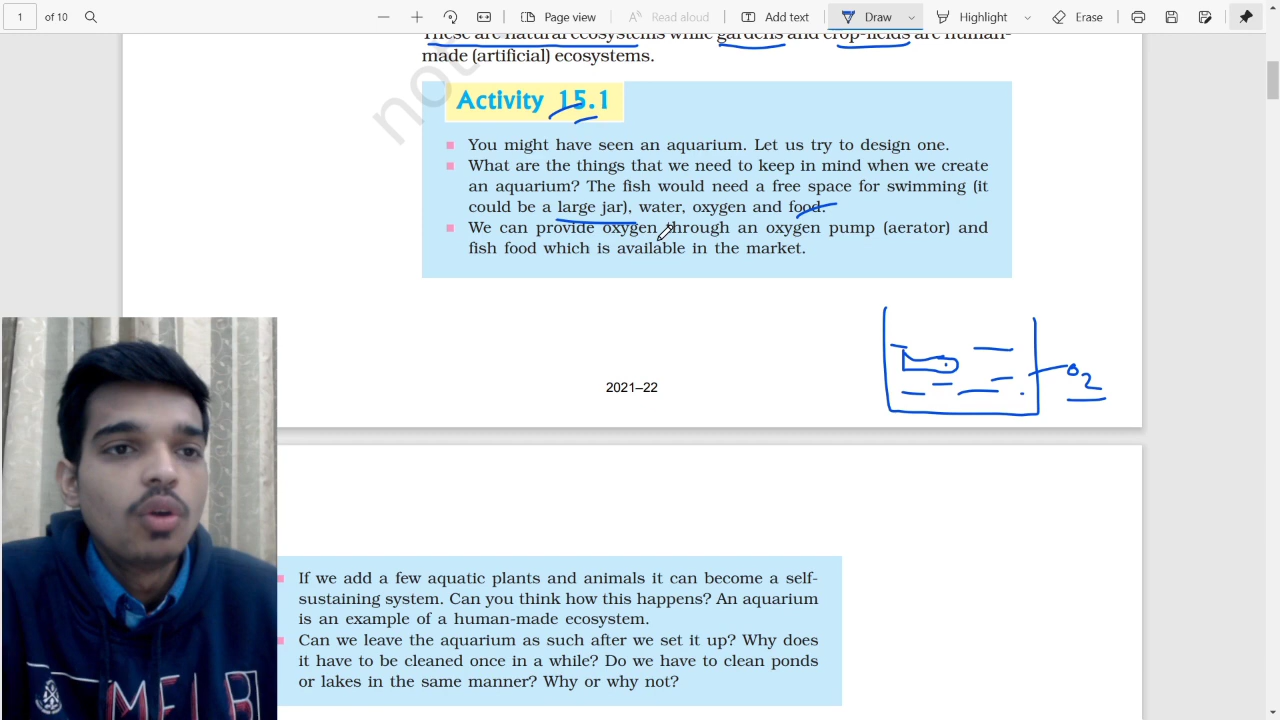 1 of 10 Page view Read aloud Add text Draw Highlight Erase
These are natural ecosystems while gardens and crop-fields are human-
made (artificial) ecosystems.
not
Activity 15.1
You might have seen an aquarium. Let us try to design one.
What are the things that we need to keep in mind when we create
an aquarium? The fish would need a free space for swimming (it
could be a large jar), water, oxygen and food.
We can provide oxygen through an oxygen pump (aerator) and
fish food which is available in the market.
O2
2021–22
If we add a few aquatic plants and animals it can become a self-
sustaining system. Can you think how this happens? An aquarium
is an example of a human-made ecosystem.
Can we leave the aquarium as such after we set it up? Why does
it have to be cleaned once in a while? Do we have to clean ponds
or lakes in the same manner? Why or why not?
MELB